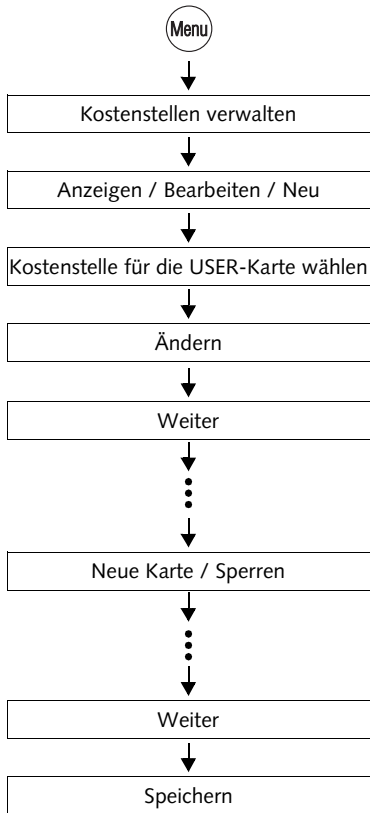 Menu
Kostenstellen verwalten
Anzeigen / Bearbeiten / Neu
Kostenstelle für die USER-Karte wählen
Ändern
Weiter
Neue Karte / Sperren
Weiter
Speichern